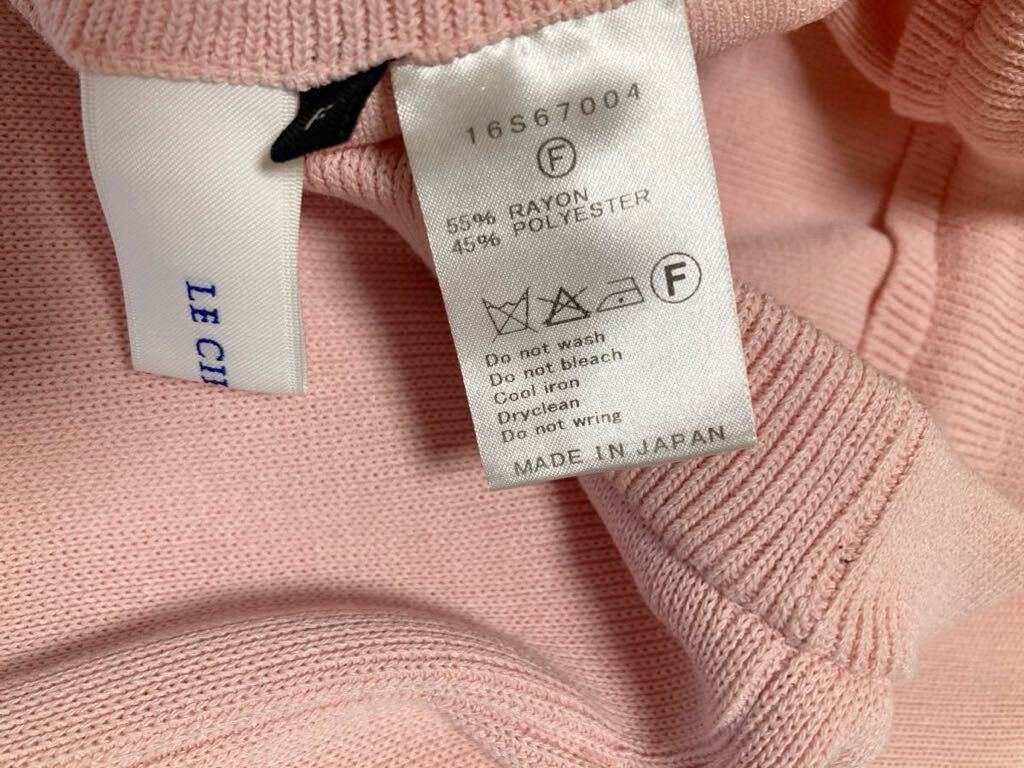 LE CI
F
16S67004
F
55% RAYON
45% POLYESTER
F
Do not wash
Do not bleach
Cool iron
Dryclean
Do not wring
MADE IN JAPAN